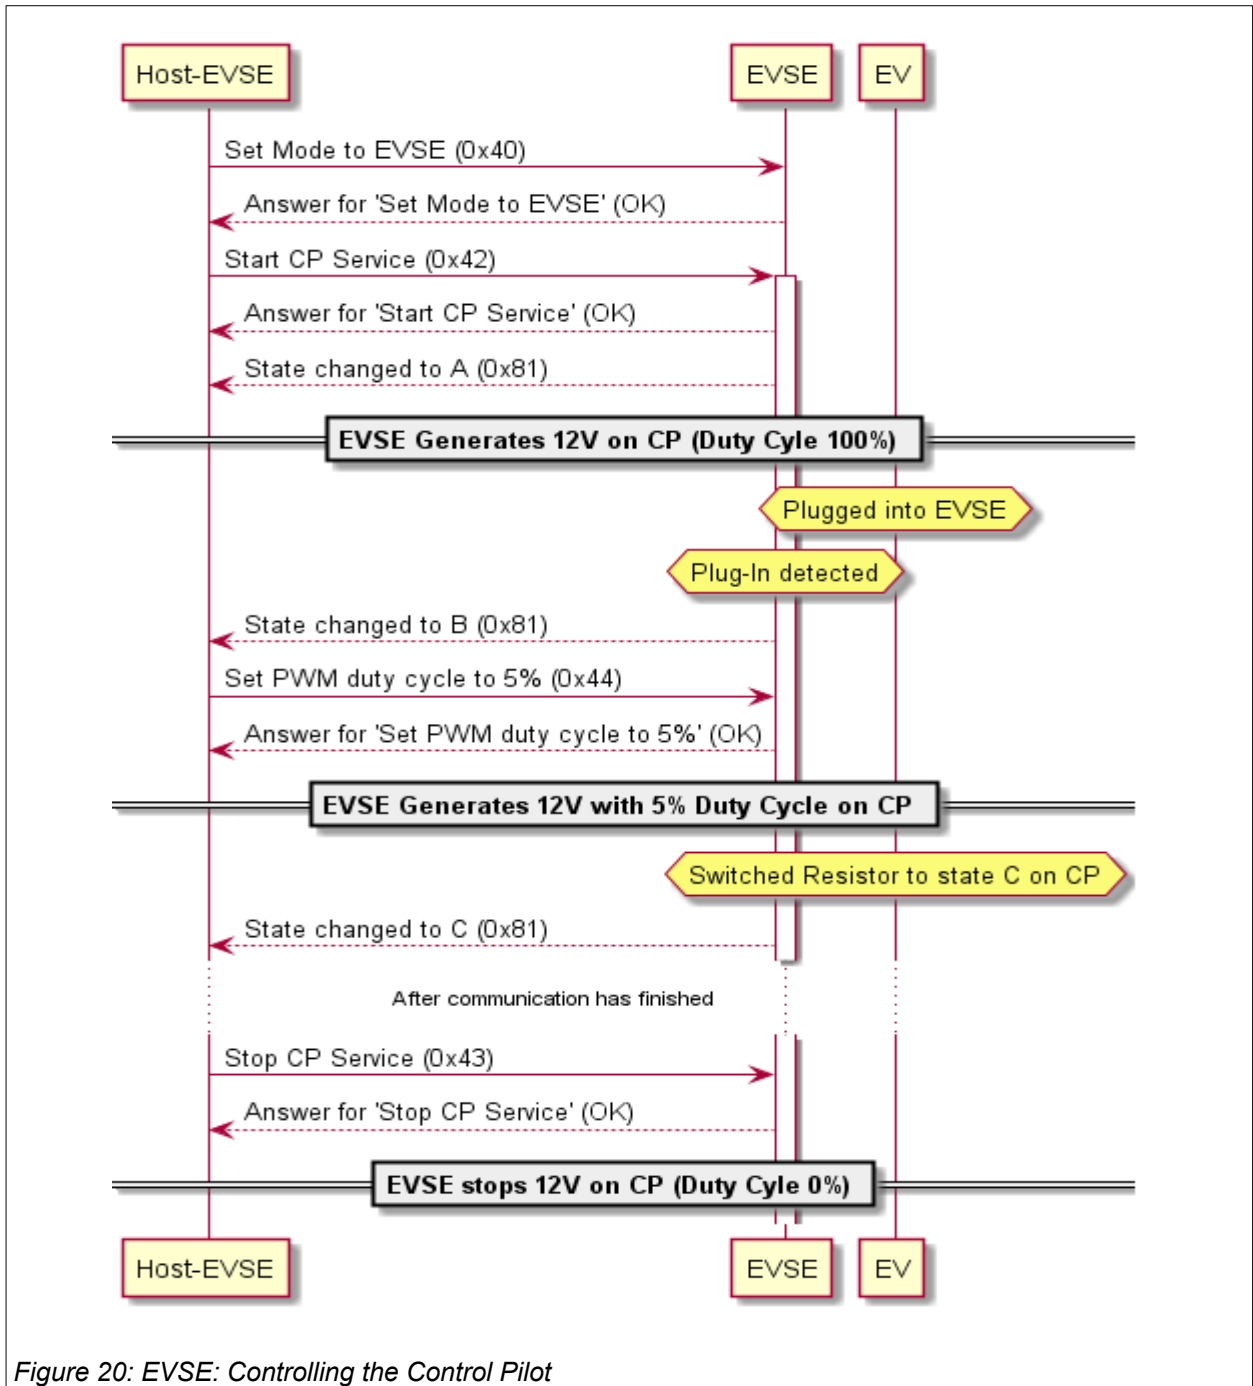 Host-EVSE EVSE EV
Set Mode to EVSE (0x40)
Answer for 'Set Mode to EVSE' (OK)
Start CP Service (0x42)
Answer for 'Start CP Service' (OK)
State changed to A (0x81)
EVSE Generates 12V on CP (Duty Cyle 100%)
Plugged into EVSE
Plug-In detected
State changed to B (0x81)
Set PWM duty cycle to 5% (0x44)
Answer for 'Set PWM duty cycle to 5%' (OK)
EVSE Generates 12V with 5% Duty Cycle on CP
Switched Resistor to state C on CP
State changed to C (0x81)
After communication has finished
Stop CP Service (0x43)
Answer for 'Stop CP Service' (OK)
EVSE stops 12V on CP (Duty Cyle 0%)
Host-EVSE EVSE EV
Figure 20: EVSE: Controlling the Control Pilot